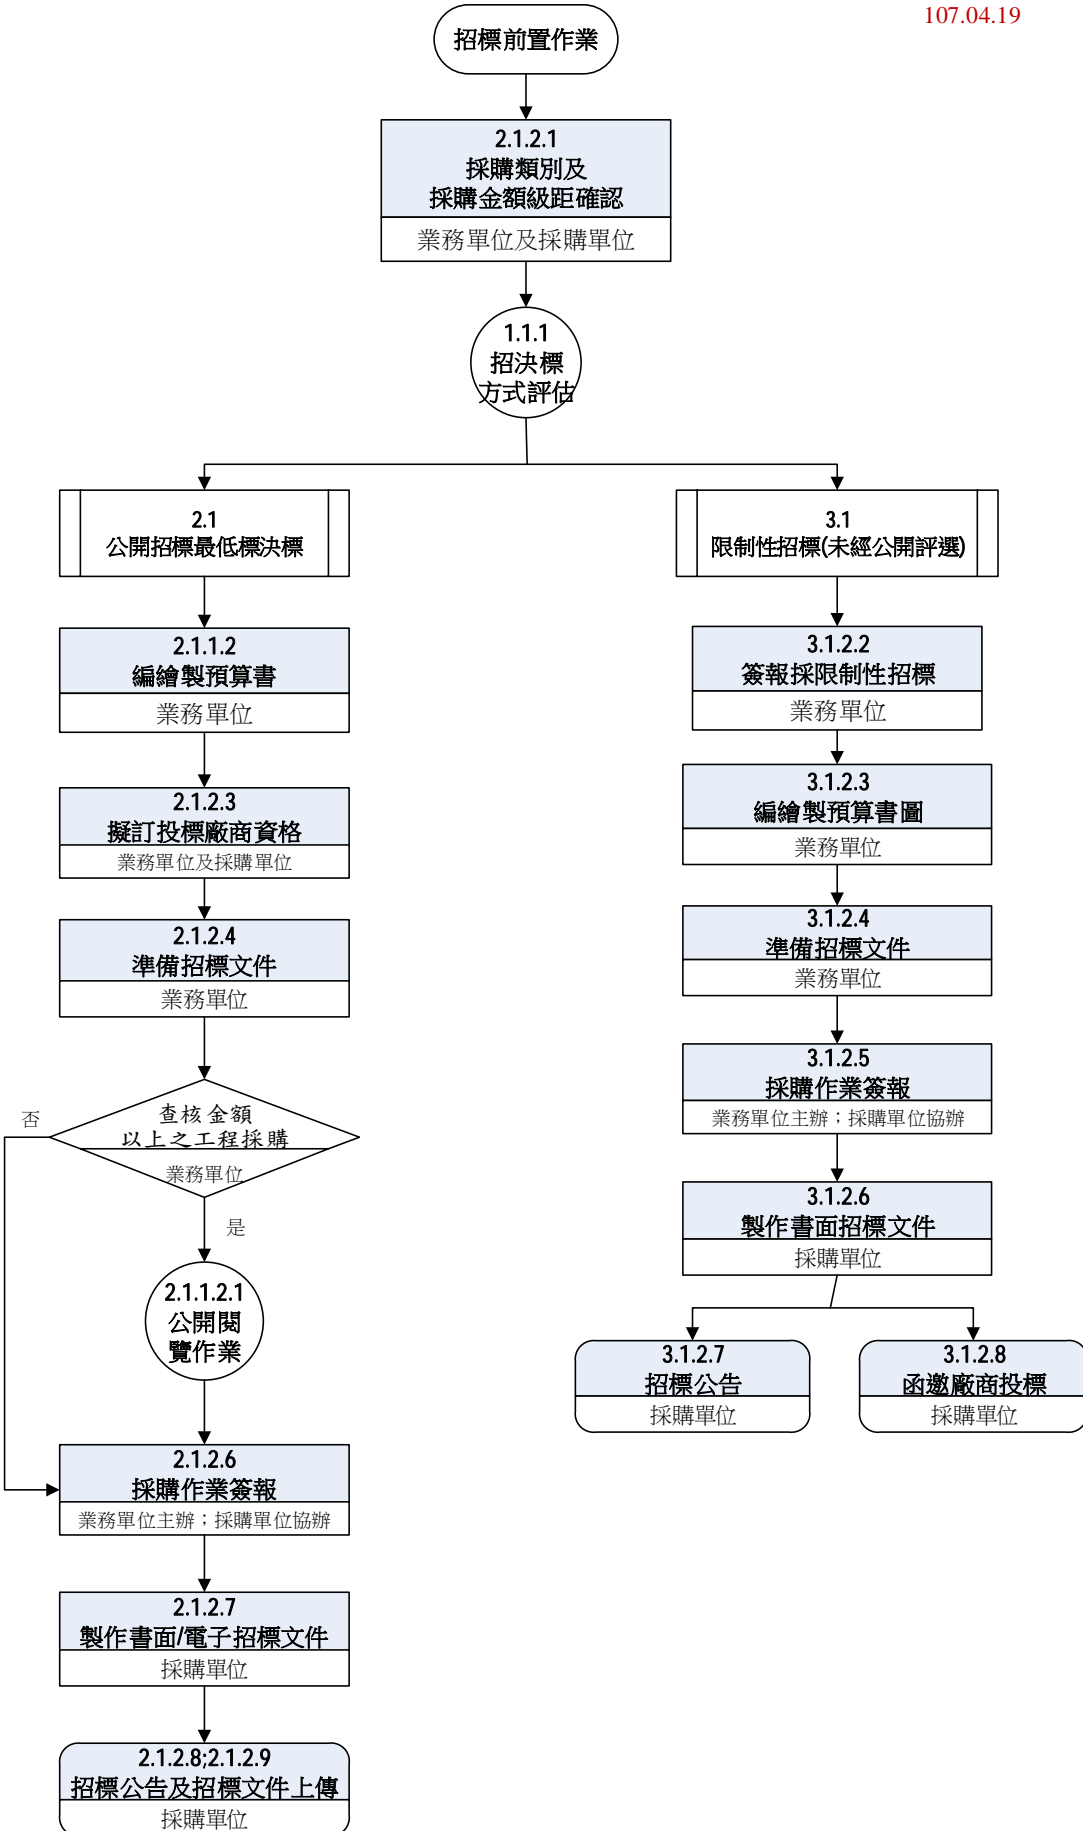 107.04.19
招標前置作業
2.1.2.1
採購類別及
採購金額級距確認
業務單位及採購單位
1.1.1
招決標
方式評估
2.1
公開招標最低標決標
2.1.1.2
編繪製預算書
業務單位
2.1.2.3
擬訂投標廠商資格
業務單位及採購單位
2.1.2.4
準備招標文件
業務單位
查核金額
以上之工程採購
業務單位
否
是
2.1.1.2.1
公開閱
覽作業
2.1.2.6
採購作業簽報
業務單位主辦；採購單位協辦
2.1.2.7
製作書面/電子招標文件
採購單位
2.1.2.8;2.1.2.9
招標公告及招標文件上傳
採購單位
3.1
限制性招標(未經公開評選)
3.1.2.2
簽報採限制性招標
業務單位
3.1.2.3
編繪製預算書圖
業務單位
3.1.2.4
準備招標文件
業務單位
3.1.2.5
採購作業簽報
業務單位主辦；採購單位協辦
3.1.2.6
製作書面招標文件
採購單位
3.1.2.7
招標公告
採購單位
3.1.2.8
函邀廠商投標
採購單位